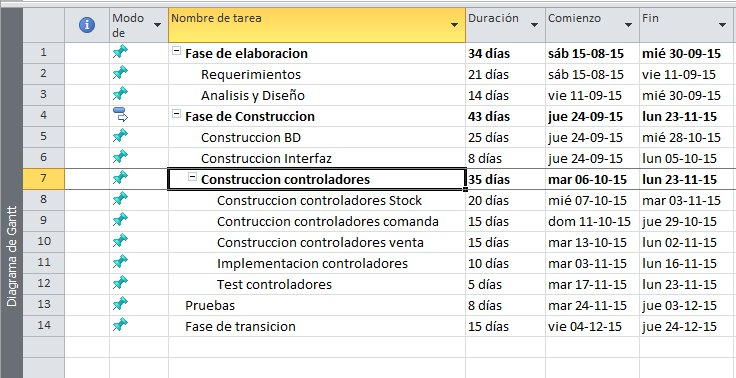 Modo de Nombre de tarea Duración Comienzo Fin
1 Fase de elaboracion 34 días sáb 15-08-15 mié 30-09-15
2 Requerimientos 21 días sáb 15-08-15 vie 11-09-15
3 Analisis y Diseño 14 días vie 11-09-15 mié 30-09-15
4 Fase de Construccion 43 días jue 24-09-15 lun 23-11-15
5 Construccion BD 25 días jue 24-09-15 mié 28-10-15
6 Construccion Interfaz 8 días jue 24-09-15 lun 05-10-15
7 Construccion controladores 35 días mar 06-10-15 lun 23-11-15
8 Construccion controladores Stock 20 días mié 07-10-15 mar 03-11-15
9 Contruccion controladores comanda 15 días dom 11-10-15 jue 29-10-15
10 Construccion controladores venta 15 días mar 13-10-15 lun 02-11-15
11 Implementacion controladores 10 días mar 03-11-15 lun 16-11-15
12 Test controladores 5 días mar 17-11-15 lun 23-11-15
13 Pruebas 8 días mar 24-11-15 jue 03-12-15
14 Fase de transicion 15 días vie 04-12-15 jue 24-12-15
Diagrama de Gantt